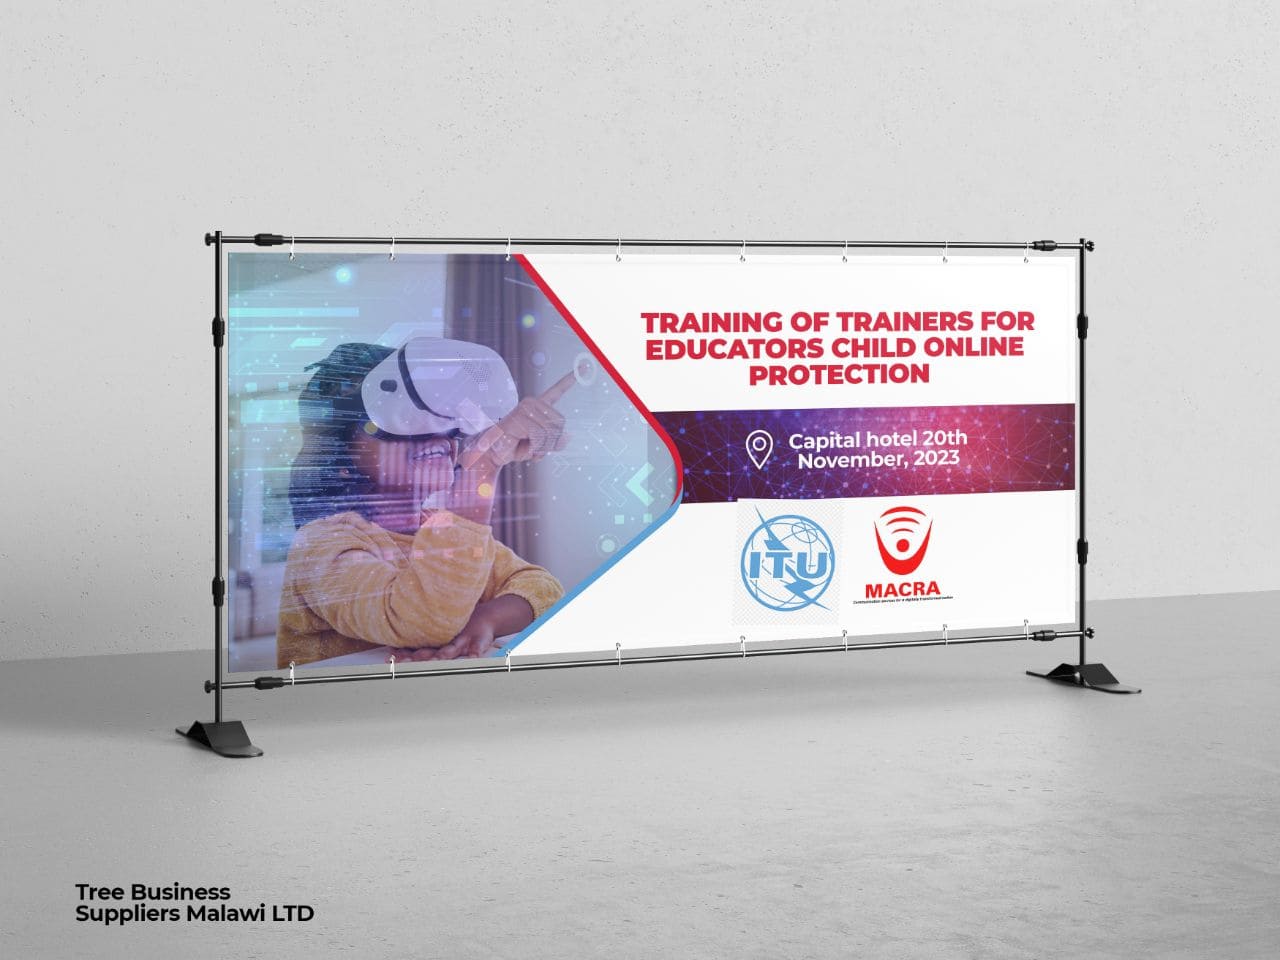 TRAINING OF TRAINERS FOR
EDUCATORS CHILD ONLINE
PROTECTION
Capital hotel 20th
November, 2023
ITU
MACRA
Tree Business
Suppliers Malawi LTD